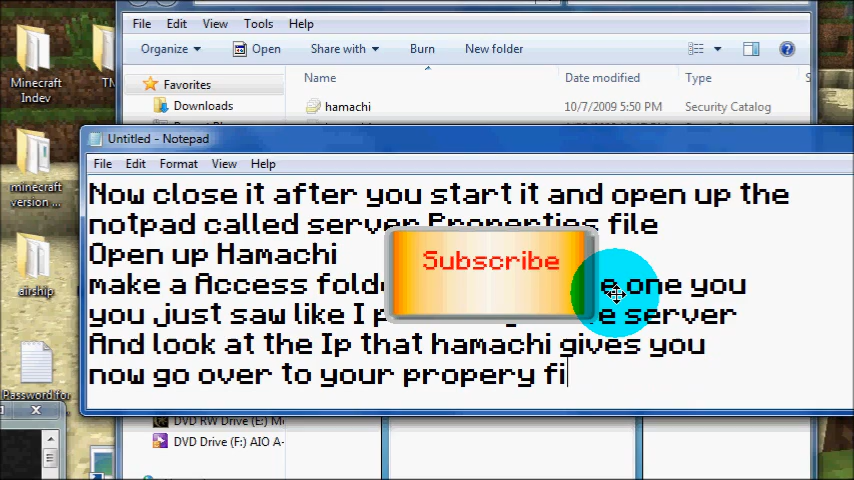 File Edit View Tools Help
Organize Open Share with Burn New folder
Minecraft
Indev
TM
Favorites
Name Date modified Type
Downloads
hamachi 10/7/2009 5:50 PM Security Catalog
Untitled - Notepad
File Edit Format View Help
minecraft
version ...
airship
Password for
Now close it after you start it and open up the
notpad called server Properties file
Open up Hamachi
make a Access one you
you just saw like I server
And look at the Ip that hamachi gives you
now go over to your propery fi
Subscribe
DVD RW Drive (E:) M
DVD Drive (F:) AIO A-